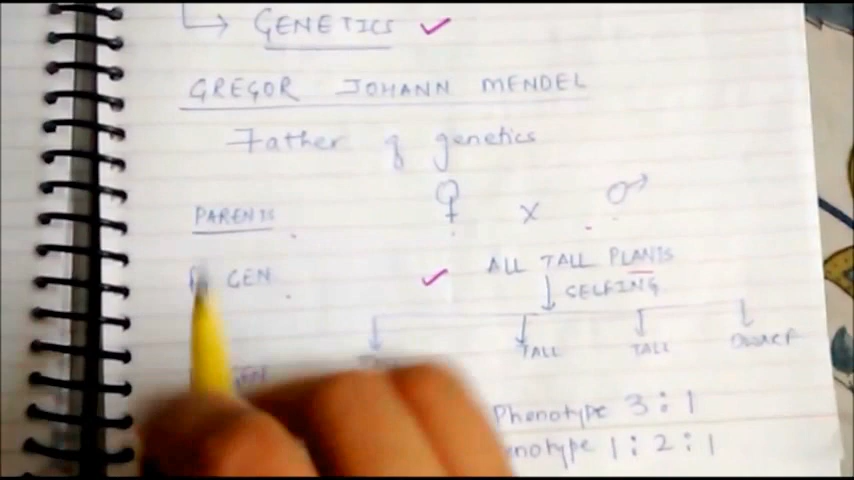 GENETICS
GREGOR JOHANN MENDEL
Father of genetics
PARENTS ♀ X ♂
GEN ALL TALL PLANTS
SELFING
TALL TALL DWARF
Phenotype 3:1
enotype 1:2:1